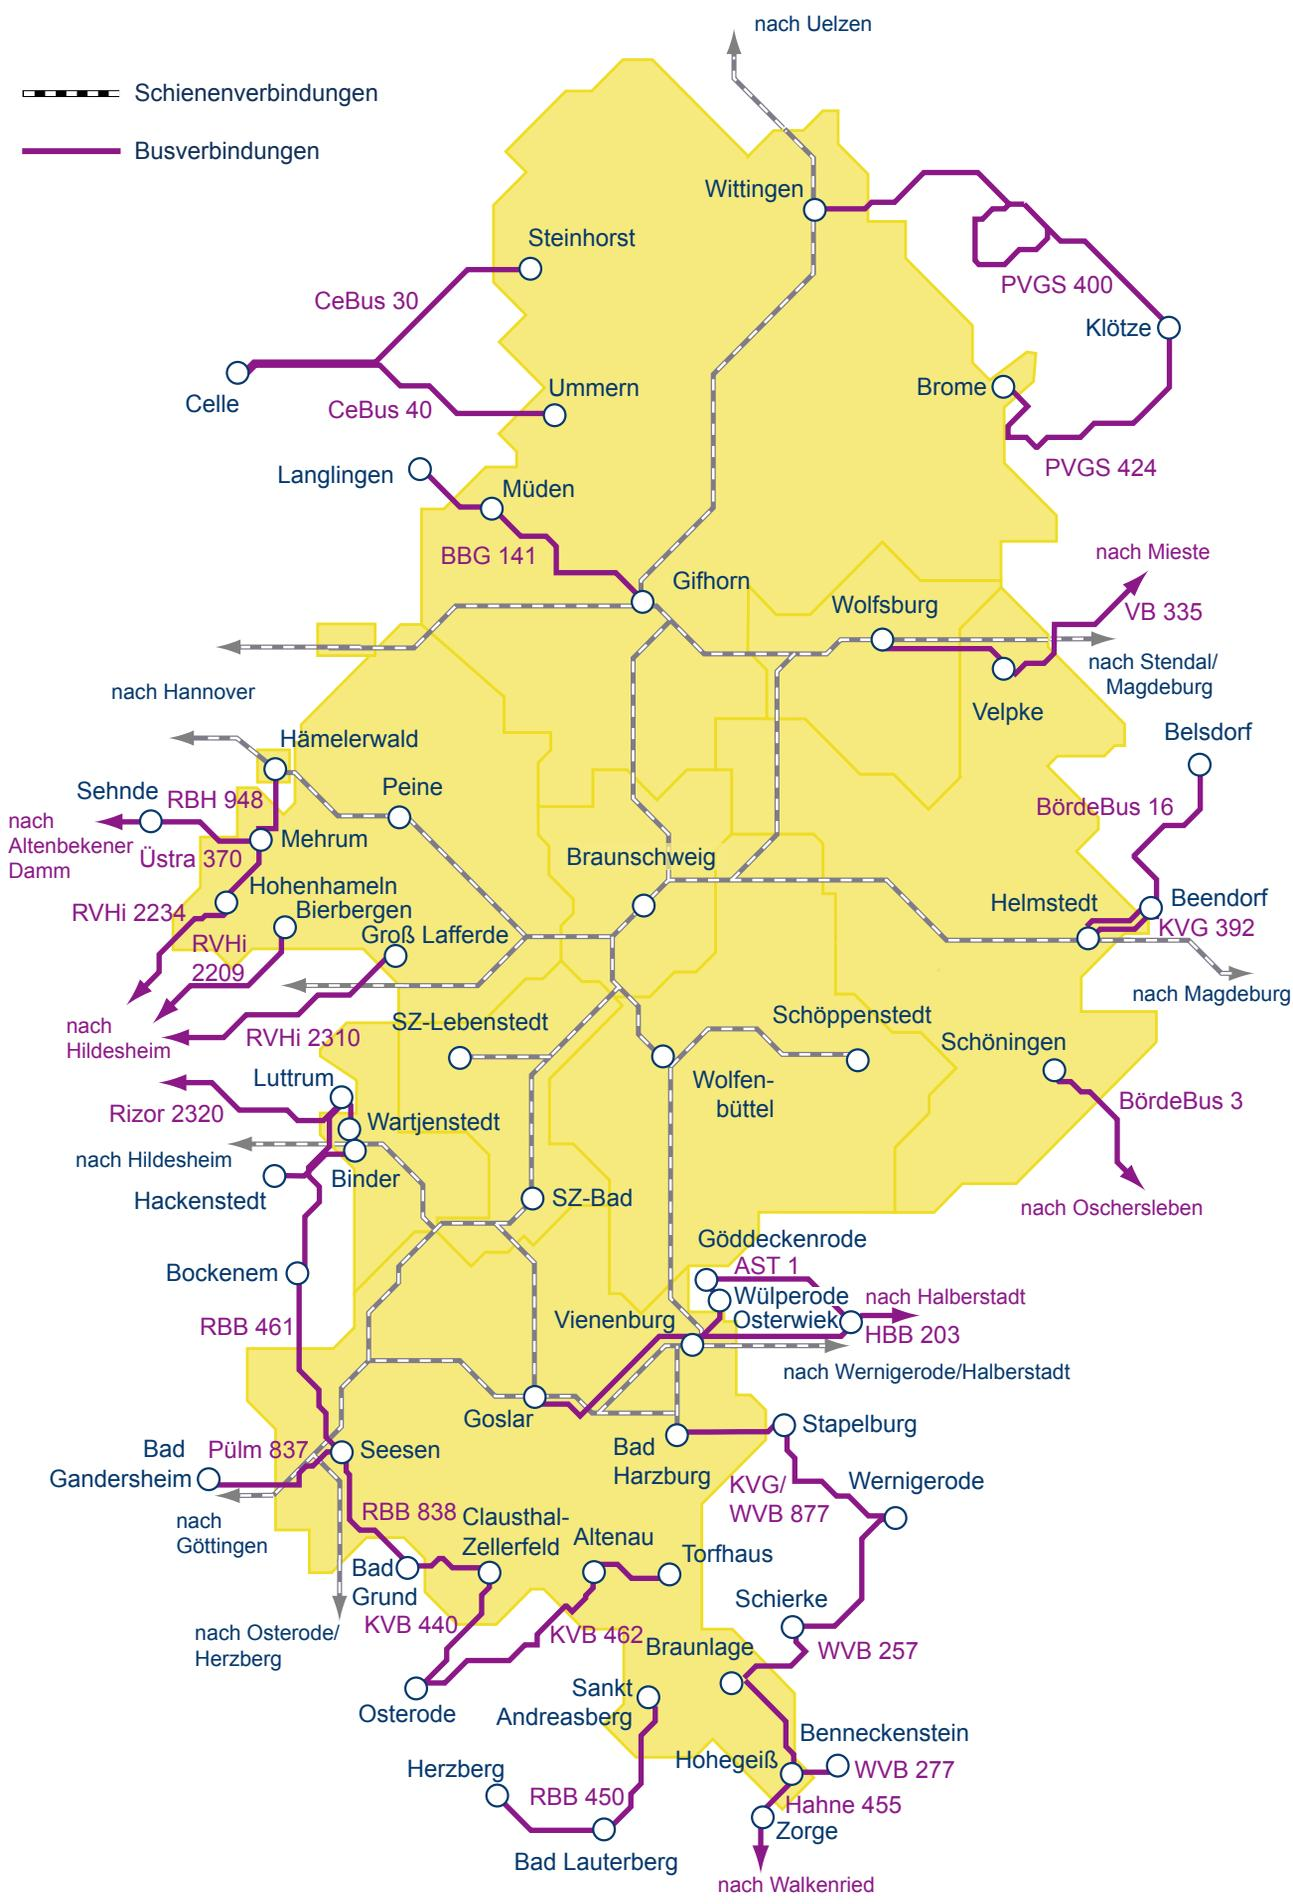 nach Uelzen
Schienenverbindungen
Busverbindungen
Wittingen
Steinhorst
PVGS 400
CeBus 30
Klötze
Celle
Ummern
Brome
CeBus 40
PVGS 424
Langlingen
Müden
BBG 141
nach Mieste
Gifhorn
Wolfsburg
VB 335
nach Stendal/
Magdeburg
nach Hannover
Velpke
Hämelerwald
Belsdorf
Peine
Sehnde
RBH 948
BördeBus 16
nach
Altenbekener
Damm
Mehrum
Üstra 370
Braunschweig
Hohenhameln
Bierbergen
RVHi 2234
Helmstedt
Beendorf
KVG 392
RVHi
2209
Groß Lafferde
nach Magdeburg
nach
Hildesheim
RVHi 2310
SZ-Lebenstedt
Schöppenstedt
Schöningen
Luttrum
Wolfen-
büttel
BördeBus 3
Rizor 2320
Wartjenstedt
nach Hildesheim
Binder
Hackenstedt
SZ-Bad
nach Oschersleben
Göddeckenrode
AST 1
Bockenem
Wülperode
nach Halberstadt
Vienenburg
Osterwiek
RBB 461
HBB 203
nach Wernigerode/Halberstadt
Goslar
Stapelburg
Bad
Harzburg
Bad
Gandersheim
Pülm 837
Seesen
KVG/
WVB 877
Wernigerode
nach
Göttingen
RBB 838
Clausthal-
Zellerfeld
Altenau
Torfhaus
Bad
Grund
Schierke
KVB 440
KVB 462
nach Osterode/
Herzberg
Braunlage
WVB 257
Sankt
Andreasberg
Osterode
Benneckenstein
Hohegeiß
WVB 277
Herzberg
RBB 450
Hahne 455
Zorge
Bad Lauterberg
nach Walkenried